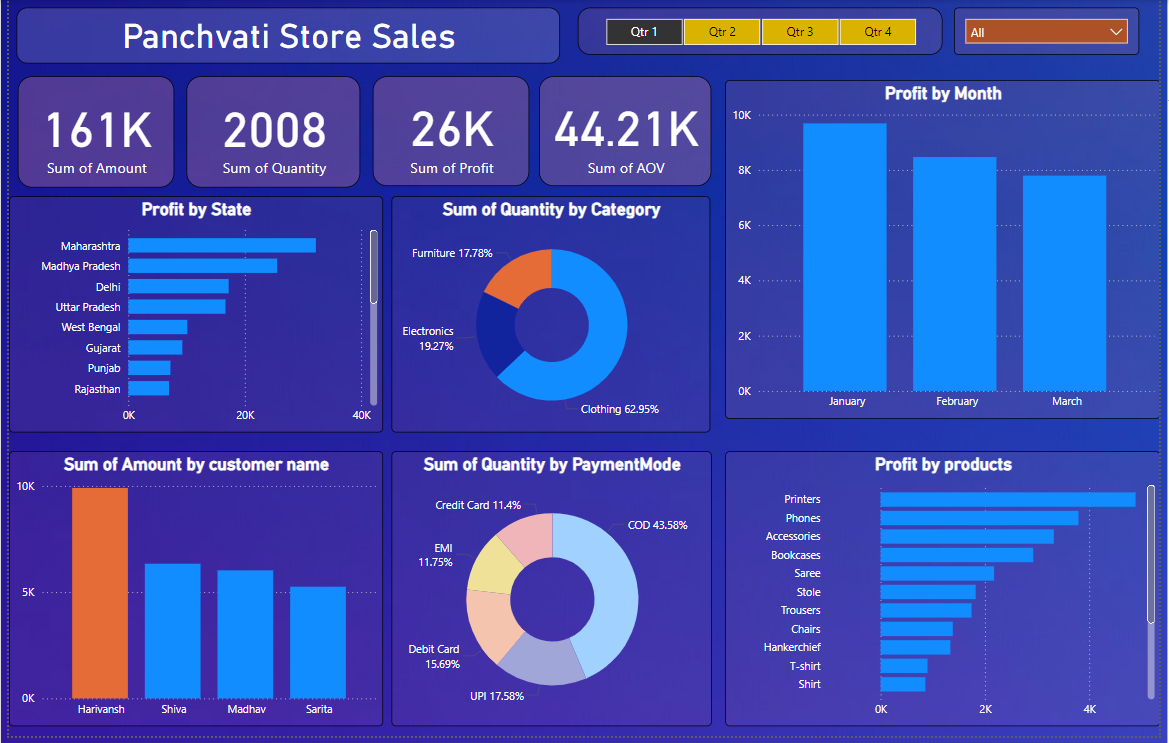 Panchvati Store Sales
Qtr 1
Qtr 2
Qtr 3
Qtr 4
All
161K
Sum of Amount
2008
Sum of Quantity
26K
Sum of Profit
44.21K
Sum of AOV
Profit by Month
10K
8K
6K
4K
2K
0K
January
February
March
Profit by State
Maharashtra
Madhya Pradesh
Delhi
Uttar Pradesh
West Bengal
Gujarat
Punjab
Rajasthan
0K
20K
40K
Sum of Quantity by Category
Furniture 17.78%
Electronics
19.27%
Clothing 62.95%
Sum of Amount by customer name
10K
5K
0K
Harivansh
Shiva
Madhav
Sarita
Sum of Quantity by PaymentMode
Credit Card 11.4%
COD 43.58%
EMI
11.75%
Debit Card
15.69%
UPI 17.58%
Profit by products
Printers
Phones
Accessories
Bookcases
Saree
Stole
Trousers
Chairs
Hankerchief
T-shirt
Shirt
0K
2K
4K